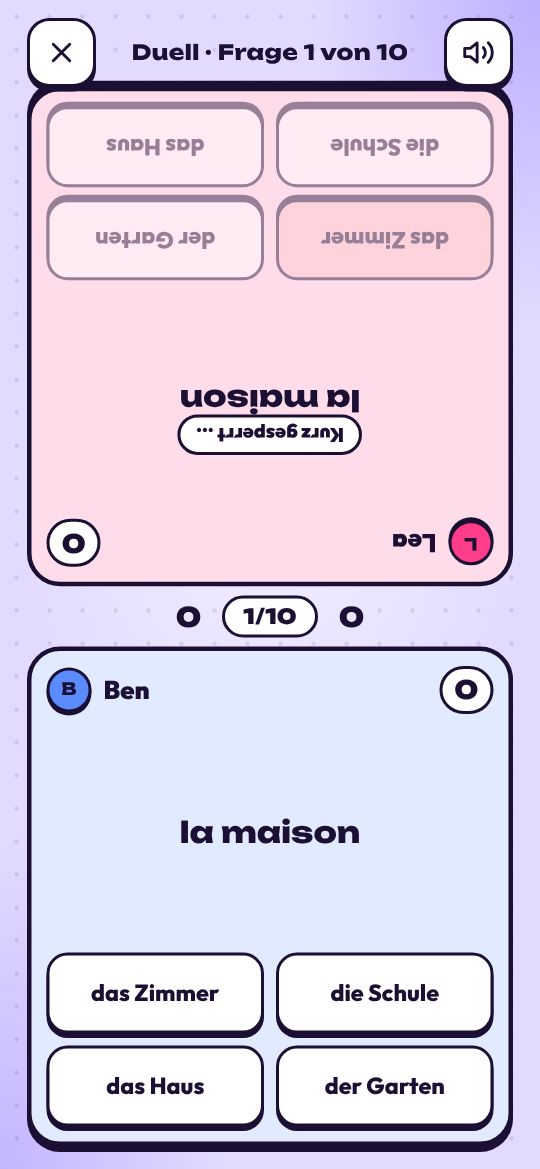 Duell · Frage 1 von 10
das Haus die Schule
der Garten das Zimmer
la maison
Kurz gesperrt ...
0 Lea L
0 1/10 0
B Ben 0
la maison
das Zimmer die Schule
das Haus der Garten